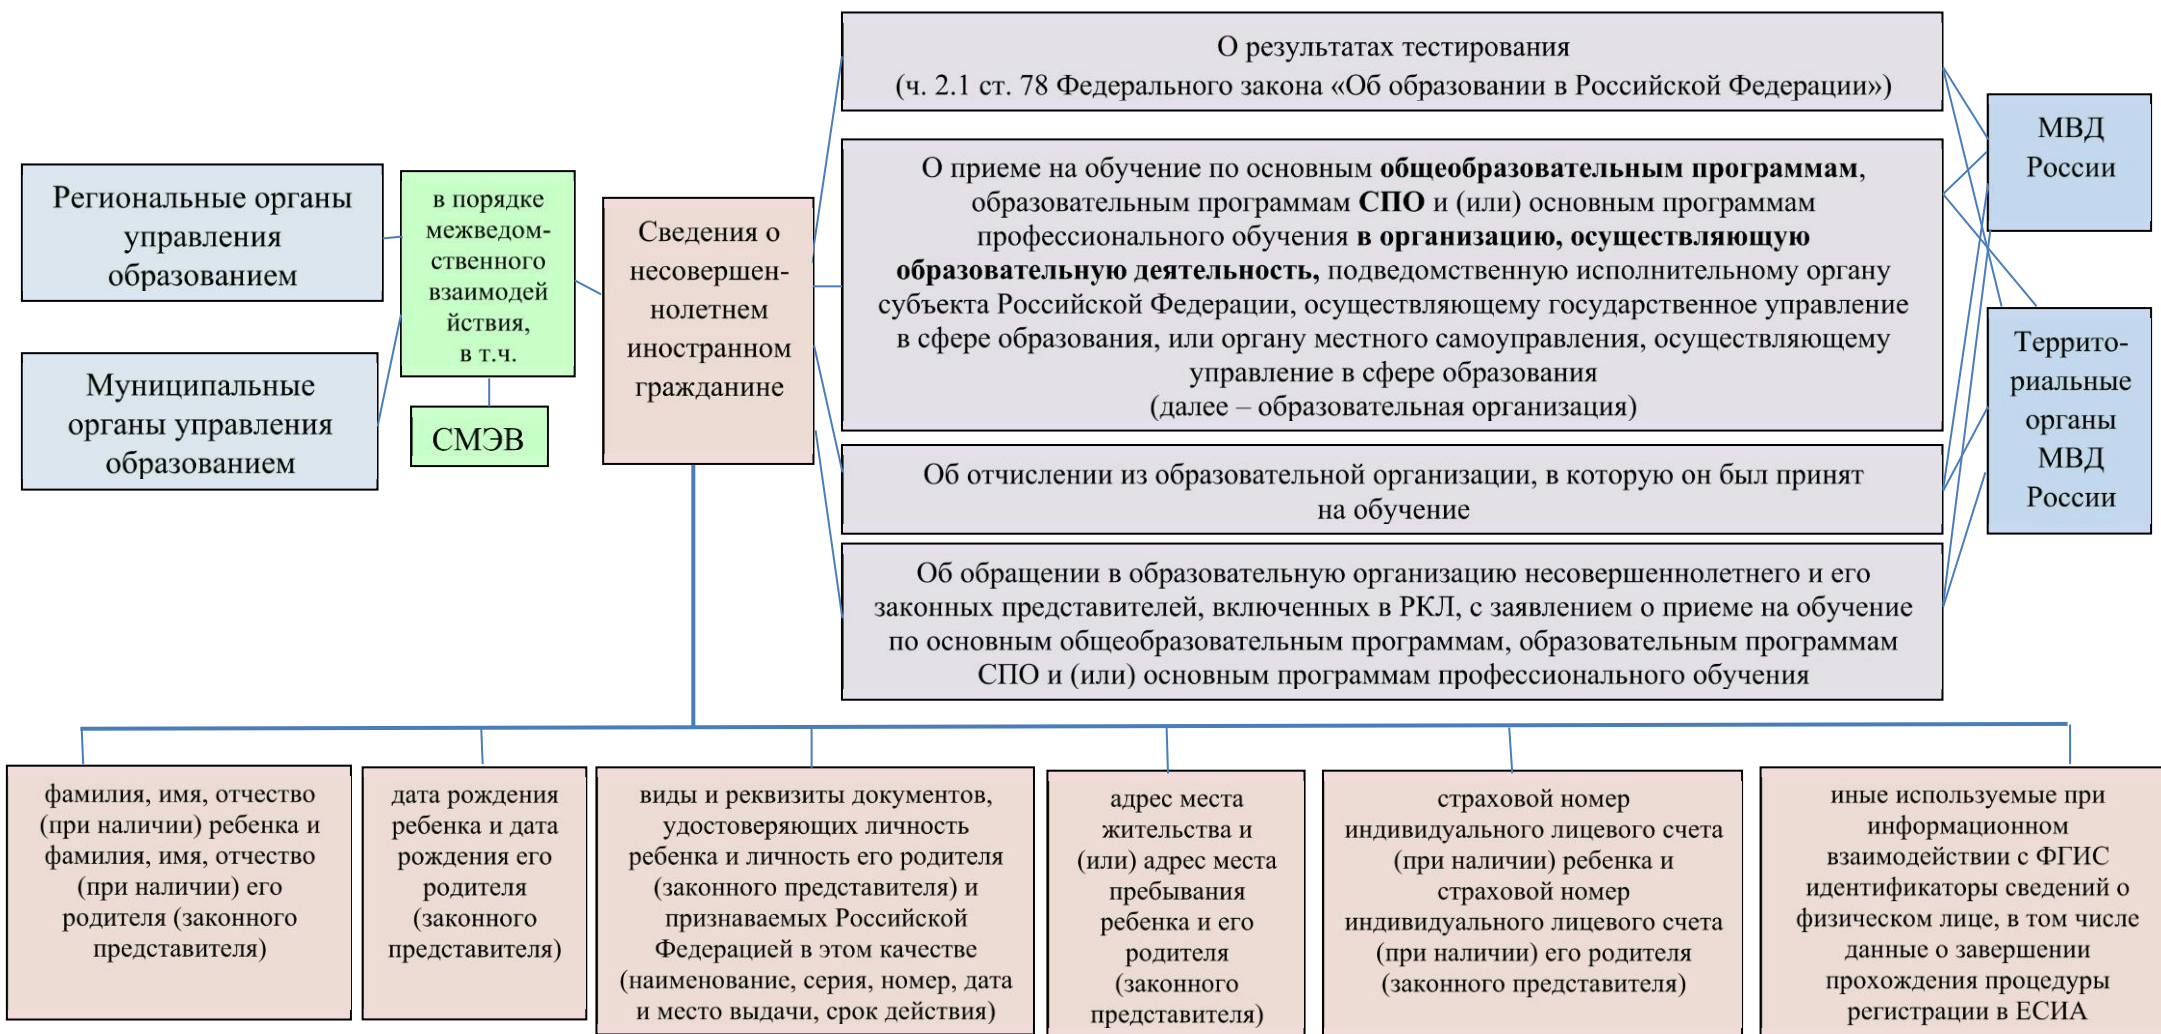 Региональные органы
управления
образованием
Муниципальные
органы управления
образованием
в порядке
межведом-
ственного
взаимодей
йствия,
в т.ч.
СМЭВ
Сведения о
несовершен-
нолетнем
иностранном
гражданине
О результатах тестирования
(ч. 2.1 ст. 78 Федерального закона «Об образовании в Российской Федерации»)
О приеме на обучение по основным общеобразовательным программам,
образовательным программам СПО и (или) основным программам
профессионального обучения в организацию, осуществляющую
образовательную деятельность, подведомственную исполнительному органу
субъекта Российской Федерации, осуществляющему государственное управление
в сфере образования, или органу местного самоуправления, осуществляющему
управление в сфере образования
(далее – образовательная организация)
Об отчислении из образовательной организации, в которую он был принят
на обучение
Об обращении в образовательную организацию несовершеннолетнего и его
законных представителей, включенных в РКЛ, с заявлением о приеме на обучение
по основным общеобразовательным программам, образовательным программам
СПО и (или) основным программам профессионального обучения
МВД
России
Террито-
риальные
органы
МВД
России
фамилия, имя, отчество
(при наличии) ребенка и
фамилия, имя, отчество
(при наличии) его
родителя (законного
представителя)
дата рождения
ребенка и дата
рождения его
родителя
(законного
представителя)
виды и реквизиты документов,
удостоверяющих личность
ребенка и личность его родителя
(законного представителя) и
признаваемых Российской
Федерацией в этом качестве
(наименование, серия, номер, дата
и место выдачи, срок действия)
адрес места
жительства и
(или) адрес места
пребывания
ребенка и его
родителя
(законного
представителя)
страховой номер
индивидуального лицевого счета
(при наличии) ребенка и
страховой номер
индивидуального лицевого счета
(при наличии) его родителя
(законного представителя)
иные используемые при
информационном
взаимодействии с ФГИС
идентификаторы сведений о
физическом лице, в том числе
данные о завершении
прохождения процедуры
регистрации в ЕСИА